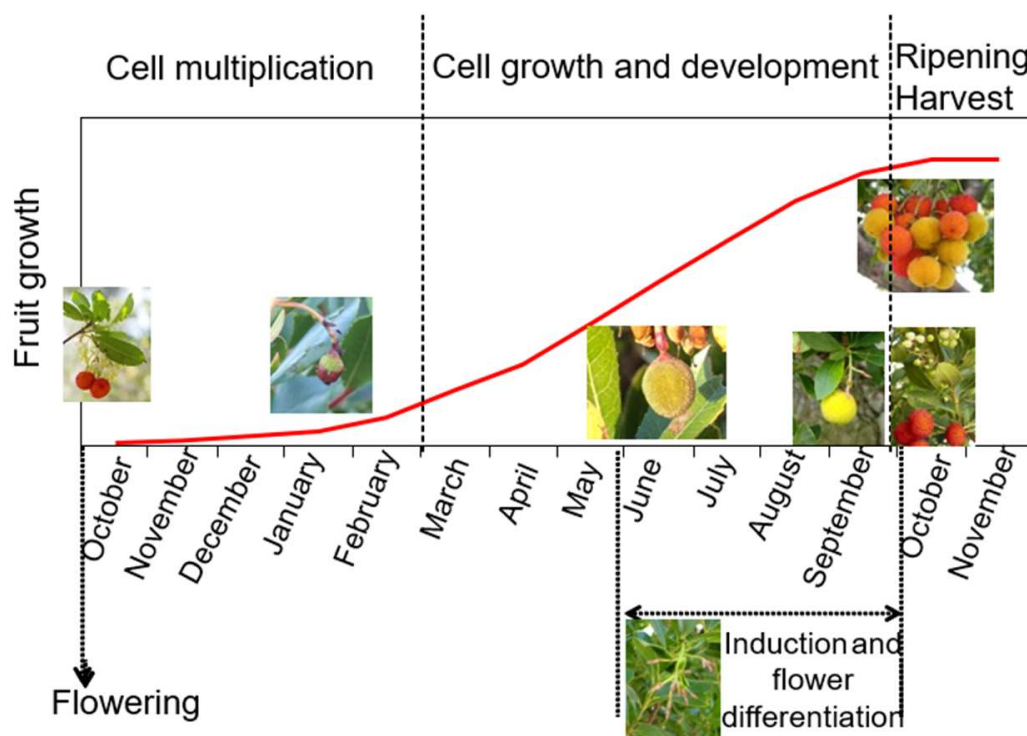 Cell multiplication
Cell growth and development
Ripening
Harvest
Fruit growth
October
November
December
January
February
March
April
May
June
July
August
September
October
November
Flowering
Induction and
flower
differentiation